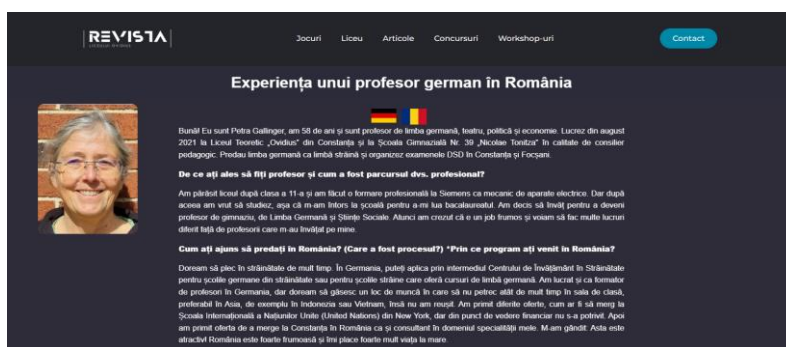 REVISTA
Jocuri Liceu Articole Concursuri Workshop-uri Contact
Experiența unui profesor german în România
Bună! Eu sunt Petra Gallinger, am 58 de ani și sunt profesor de limba germană, teatru, politică și economie. Lucrez din august
2021 la Liceul Teoretic „Ovidius” din Constanța și la Școala Gimnazială Nr. 39 „Nicolae Tonitza” în calitate de consilier
pedagogic. Predau limba germană ca limbă străină și organizez examenele DSD în Constanța și Focșani.
De ce ați ales să fiți profesor și cum a fost parcursul dvs. profesional?
Am părăsit liceul după clasa a 11-a și am făcut o formare profesională la Siemens ca mecanic de aparate electrice. Dar după
aceea am vrut să studiez, așa că m-am întors la școală pentru a-mi lua bacalaureatul. Am decis să învăț pentru a deveni
profesor de gimnaziu, de Limba Germană și Științe Sociale. Atunci am crezut că e un job frumos și voiam să fac multe lucruri
diferit față de profesorii care m-au învățat pe mine.
Cum ați ajuns să predați în România? (Care a fost procesul?) *Prin ce program ați venit în România?
Doream să plec în străinătate de mult timp. În Germania, puteți aplica prin intermediul Centrului de Învățământ în Străinătate
pentru școlile germane din străinătate sau pentru școlile străine care oferă cursuri de limbă germană. Am lucrat și ca formator
de profesori în Germania, dar doream să găsesc un loc de muncă în care să nu petrec atât de mult timp în sala de clasă,
preferabil în Asia, de exemplu în Indonezia sau Vietnam, însă nu am reușit. Am primit diferite oferte, cum ar fi să merg la
Școala Internațională a Națiunilor Unite (United Nations) din New York, dar din punct de vedere financiar nu s-a potrivit. Apoi
am primit oferta de a merge la Constanța în România ca și consultant în domeniul specialității mele. M-am gândit: Asta este
atractiv! România este foarte frumoasă și îmi place foarte mult viața la mare.